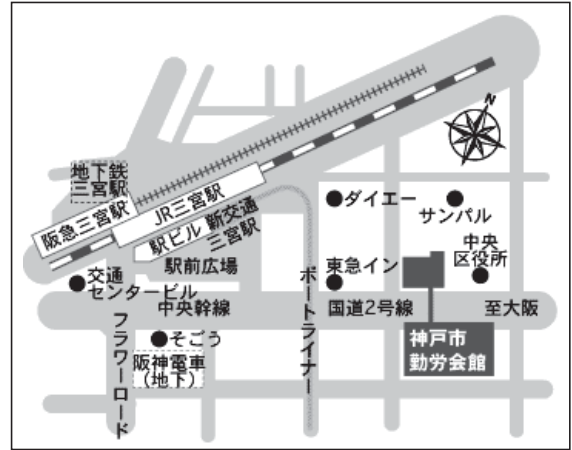 N
地下鉄
三宮駅
阪急三宮駅
JR三宮駅
駅ビル
新交通
三宮駅
ダイエー
サンパル
中央
区役所
駅前広場
東急イン
交通
センタービル
中央幹線
ポートライナー
国道2号線
至大阪
フラワーロード
そごう
阪神電車
（地下）
神戸市
勤労会館